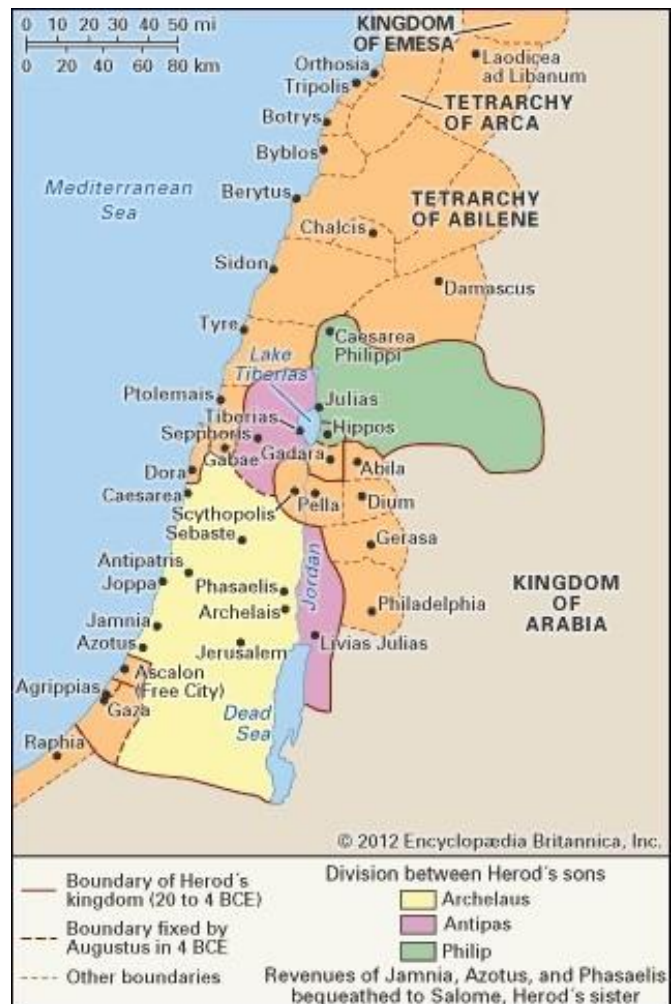 0 10 20 30 40 50 mi
0 20 40 60 80 km
KINGDOM
OF EMESA
Orthosia
Laodicea
ad Libanum
Tripolis
TETRARCHY
OF ARCA
Botrys
Byblos
Mediterranean
Sea
Berytus
TETRARCHY
OF ABILENE
Chalcis
Sidon
Damascus
Tyre
Caesarea
Philippi
Lake
Tiberias
Ptolemais
Julias
Tiberias
Hippos
Sepphoris
Gabae
Gadara
Abila
Dora
Caesarea
Scythopolis
Pella
Dium
Sebaste
Gerasa
Antipatris
Joppa
Phasaelis
Jordan
KINGDOM
OF
ARABIA
Archelais
Philadelphia
Jamnia
Azotus
Jerusalem
Livias Julias
Ascalon
(Free City)
Agrippias
Gaza
Dead
Sea
Raphia
© 2012 Encyclopædia Britannica, Inc.
Boundary of Herod's
kingdom (20 to 4 BCE)
Boundary fixed by
Augustus in 4 BCE
Other boundaries
Division between Herod's sons
Archelaus
Antipas
Philip
Revenues of Jamnia, Azotus, and Phasaelis
bequeathed to Salome, Herod's sister